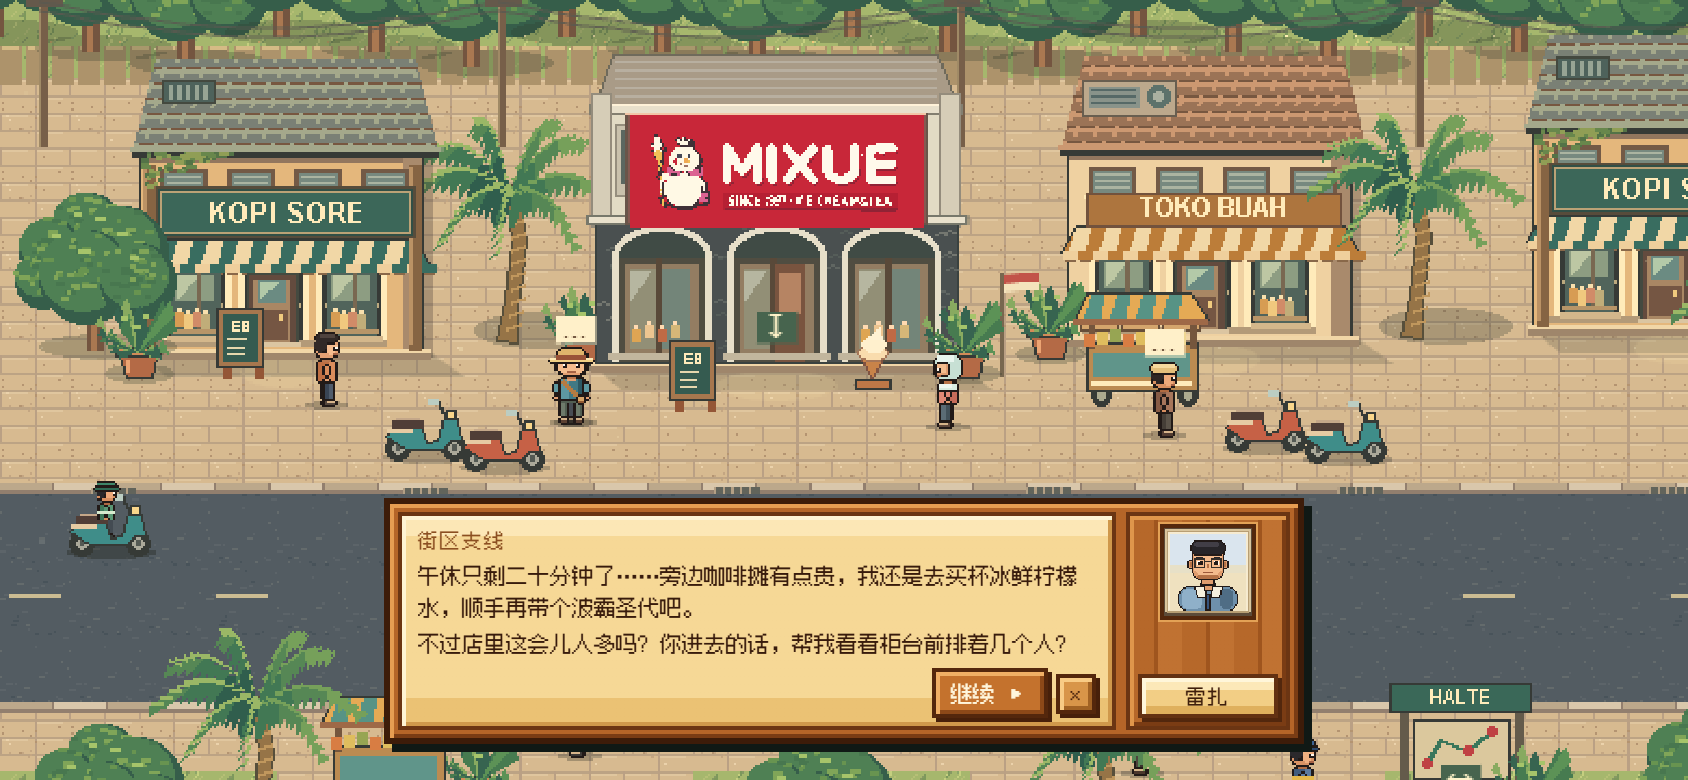 KOPI SORE
MIXUE
TOKO BUAH
KOPI S
E8
E8
街区支线
午休只剩二十分钟了······旁边咖啡摊有点贵，我还是去买杯冰鲜柠檬
水，顺手再带个波霸圣代吧。
不过店里这会儿人多吗？你进去的话，帮我看看柜台前排着几个人？
继续
×
雷扎
HALTE